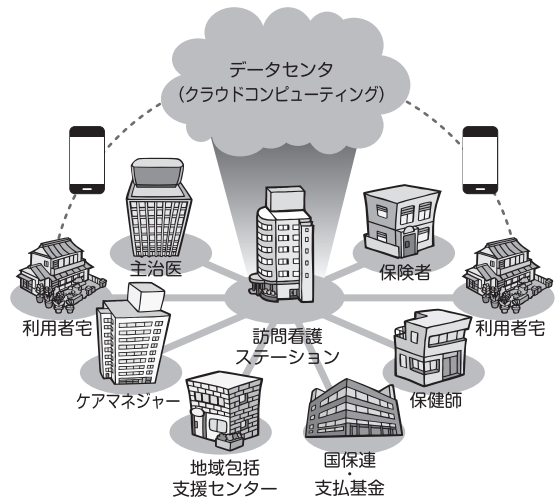 データセンタ
（クラウドコンピューティング）
主治医
保険者
利用者宅
利用者宅
訪問看護
ステーション
ケアマネジャー
保健師
地域包括
支援センター
国保連
・
支払基金